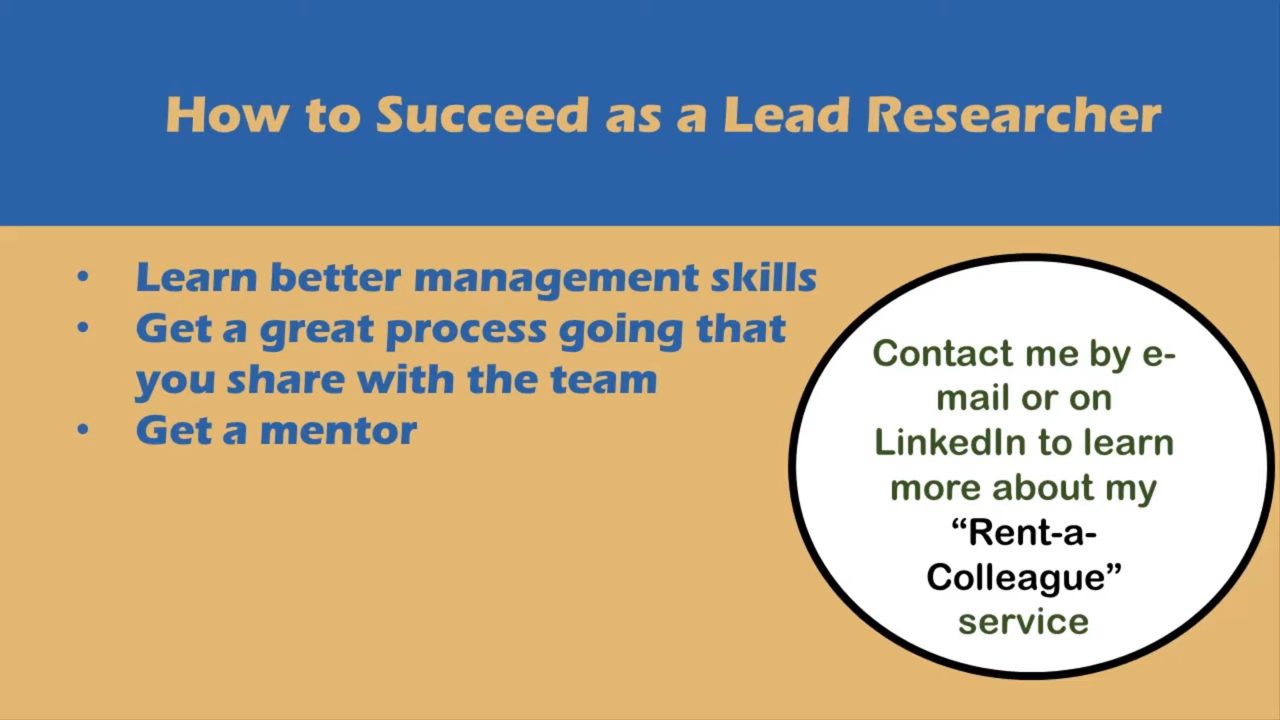 How to Succeed as a Lead Researcher
• Learn better management skills
• Get a great process going that
you share with the team
• Get a mentor
Contact me by e-
mail or on
LinkedIn to learn
more about my
“Rent-a-
Colleague”
service